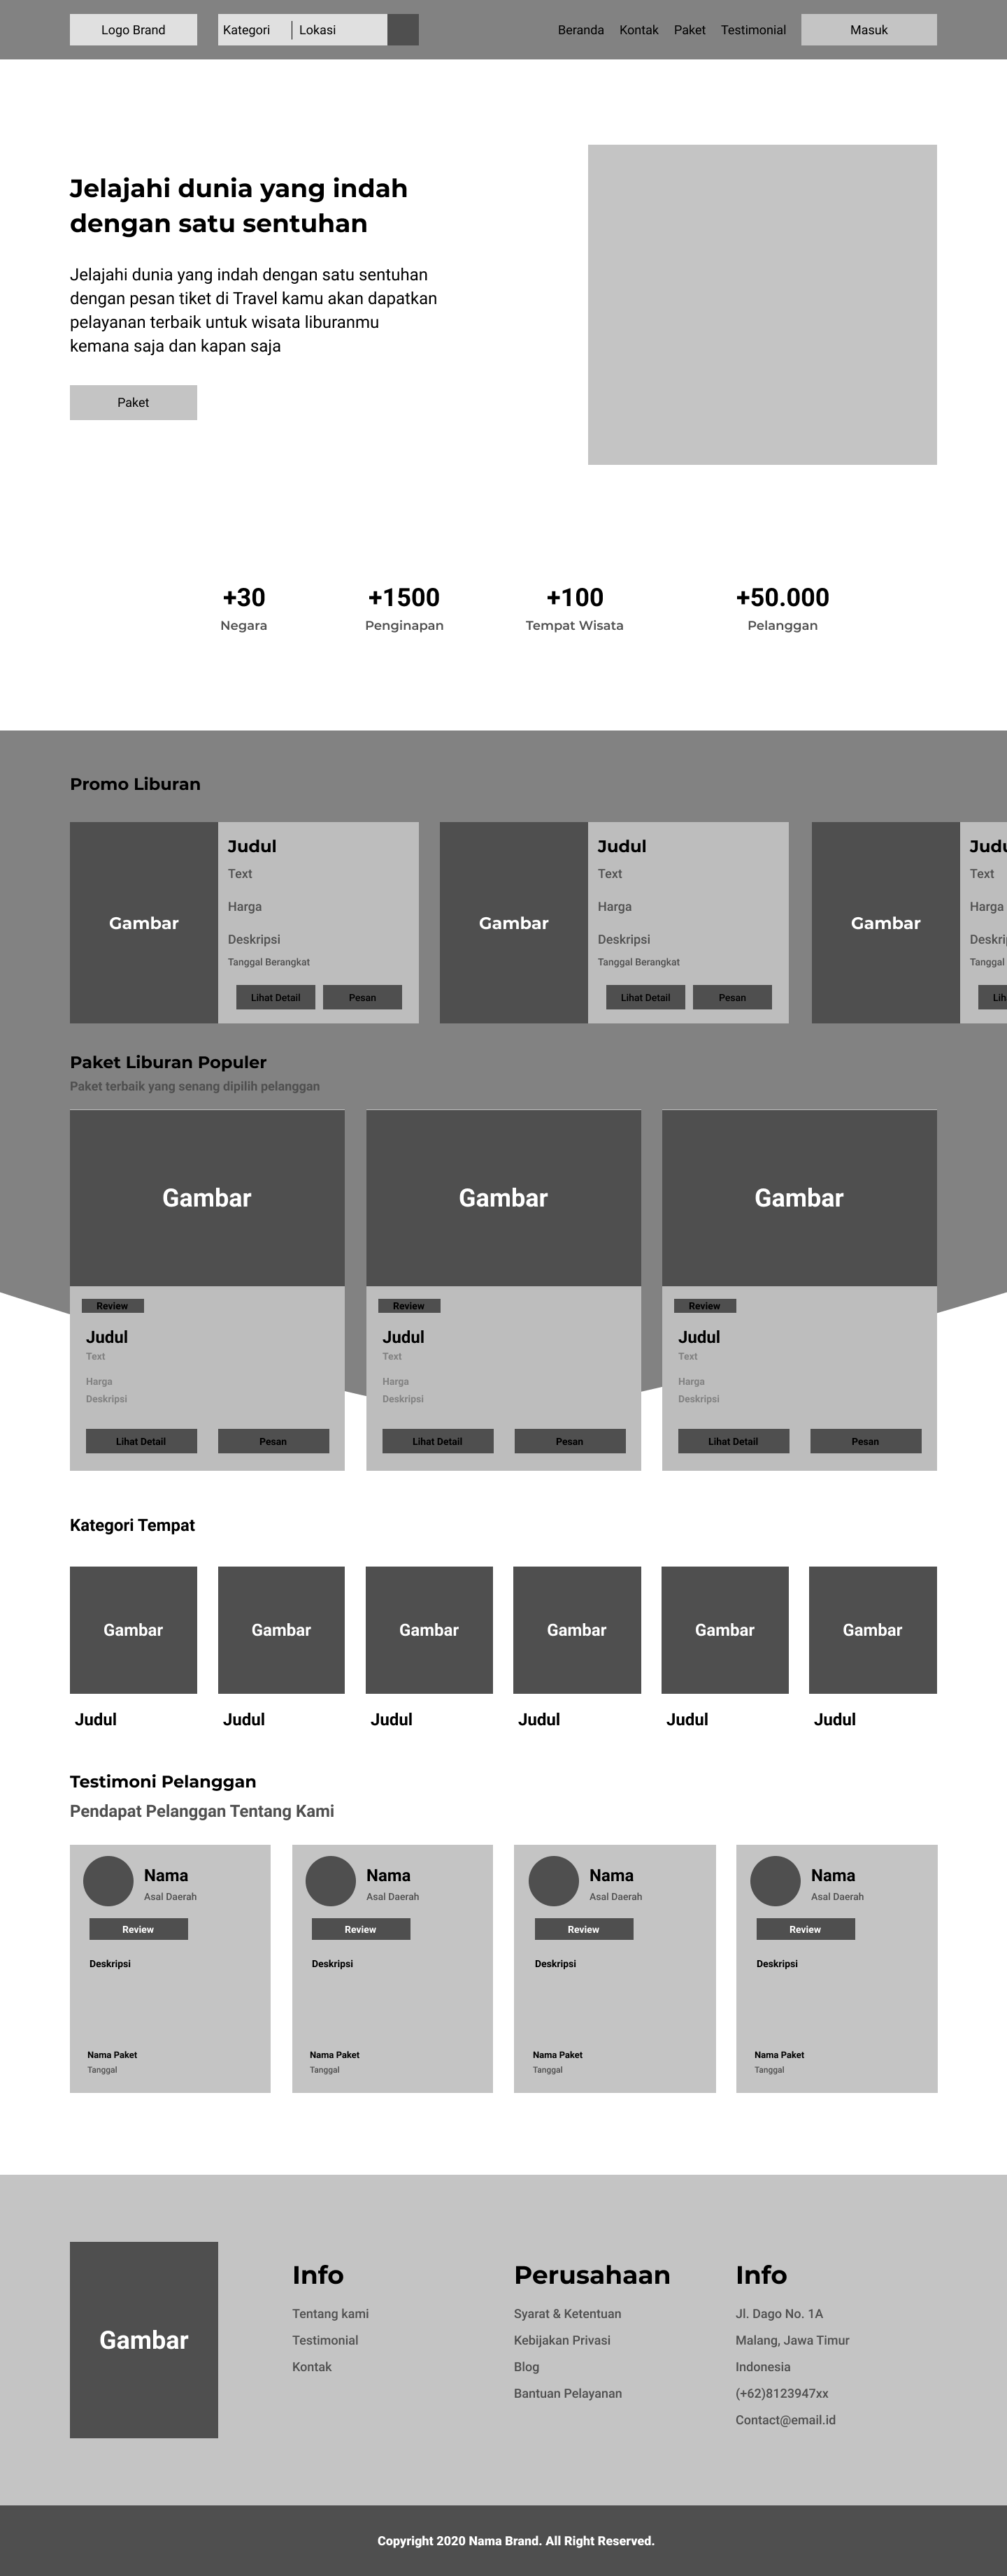 Logo Brand
Kategori
Lokasi
Beranda
Kontak
Paket
Testimonial
Masuk
Jelajahi dunia yang indah
dengan satu sentuhan
Jelajahi dunia yang indah dengan satu sentuhan
dengan pesan tiket di Travel kamu akan dapatkan
pelayanan terbaik untuk wisata liburanmu
kemana saja dan kapan saja
Paket
+30
Negara
+1500
Penginapan
+100
Tempat Wisata
+50.000
Pelanggan
Promo Liburan
Gambar
Judul
Text
Harga
Deskripsi
Tanggal Berangkat
Lihat Detail
Pesan
Gambar
Judul
Text
Harga
Deskripsi
Tanggal Berangkat
Lihat Detail
Pesan
Gambar
Judu
Text
Harga
Deskri
Tanggal
Lih
Paket Liburan Populer
Paket terbaik yang senang dipilih pelanggan
Gambar
Review
Judul
Text
Harga
Deskripsi
Lihat Detail
Pesan
Gambar
Review
Judul
Text
Harga
Deskripsi
Lihat Detail
Pesan
Gambar
Review
Judul
Text
Harga
Deskripsi
Lihat Detail
Pesan
Kategori Tempat
Gambar
Judul
Gambar
Judul
Gambar
Judul
Gambar
Judul
Gambar
Judul
Gambar
Judul
Testimoni Pelanggan
Pendapat Pelanggan Tentang Kami
Nama
Asal Daerah
Review
Deskripsi
Nama Paket
Tanggal
Nama
Asal Daerah
Review
Deskripsi
Nama Paket
Tanggal
Nama
Asal Daerah
Review
Deskripsi
Nama Paket
Tanggal
Nama
Asal Daerah
Review
Deskripsi
Nama Paket
Tanggal
Gambar
Info
Tentang kami
Testimonial
Kontak
Perusahaan
Syarat & Ketentuan
Kebijakan Privasi
Blog
Bantuan Pelayanan
Info
Jl. Dago No. 1A
Malang, Jawa Timur
Indonesia
(+62)8123947xx
Contact@email.id
Copyright 2020 Nama Brand. All Right Reserved.